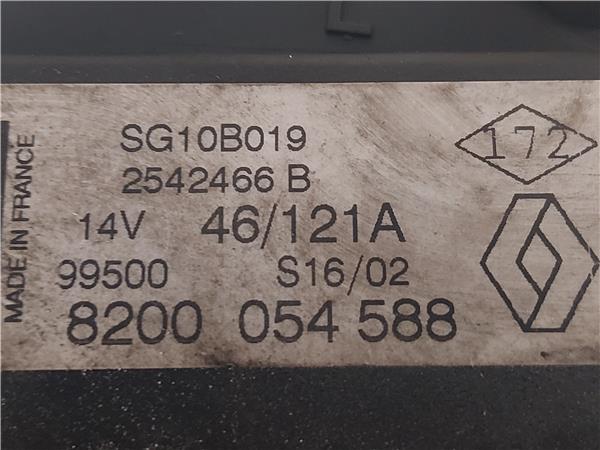 SG10B019
172
2542466 B
14V 46/121A
99500 S16/02
8200 054 588
MADE IN FRANCE